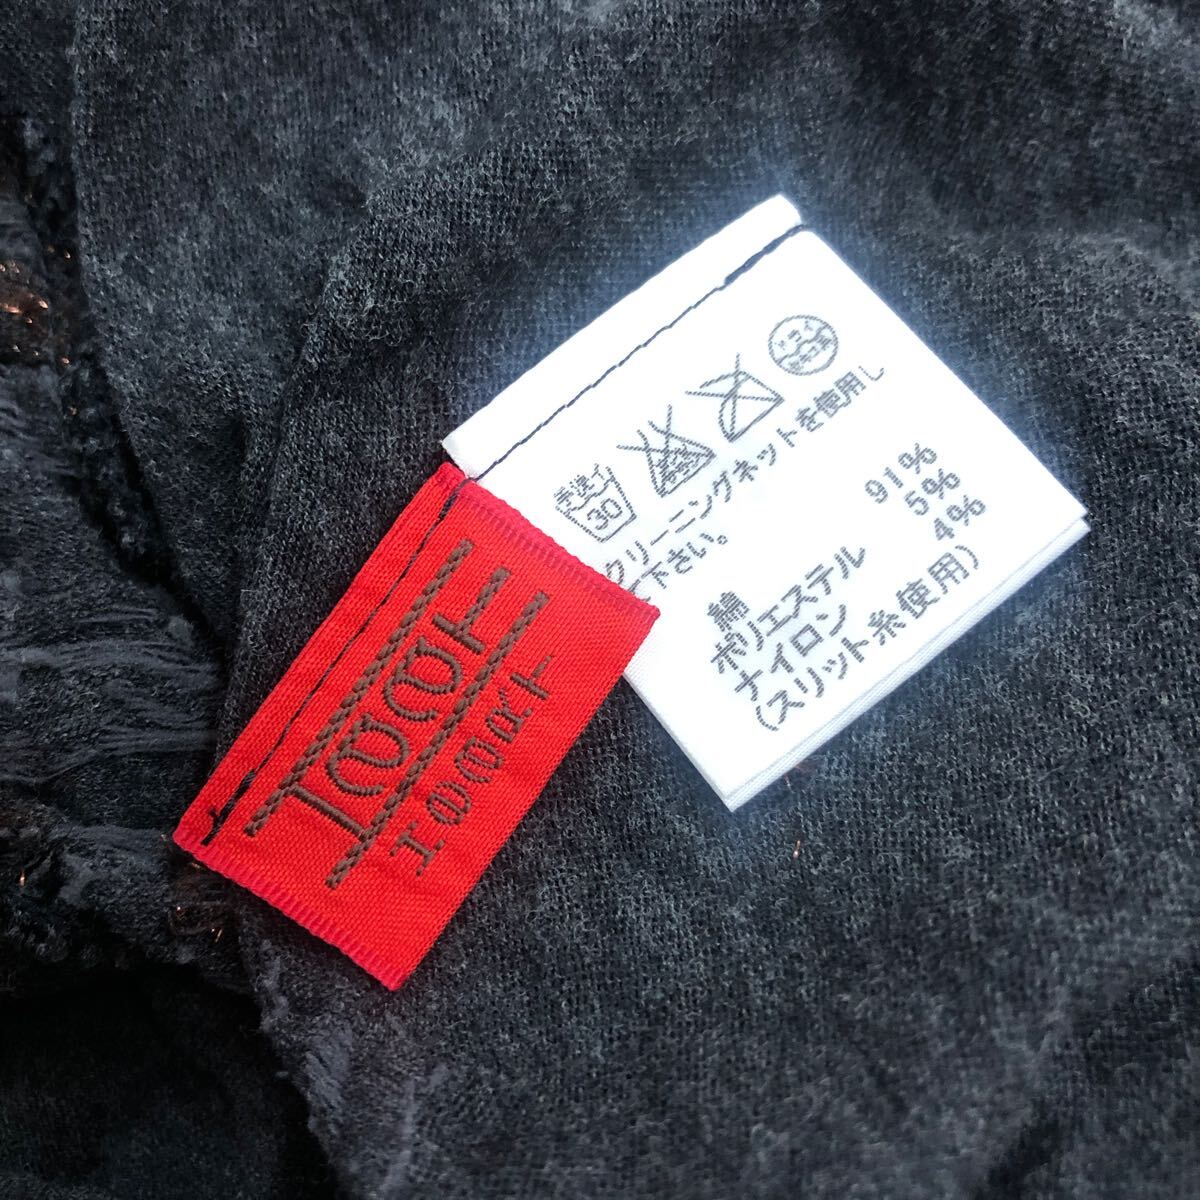 手洗イ
30
ドライ
クリーニングネットを使用し
て下さい。
綿 91%
ポリエステル 5%
ナイロン 4%
(スリット糸使用)